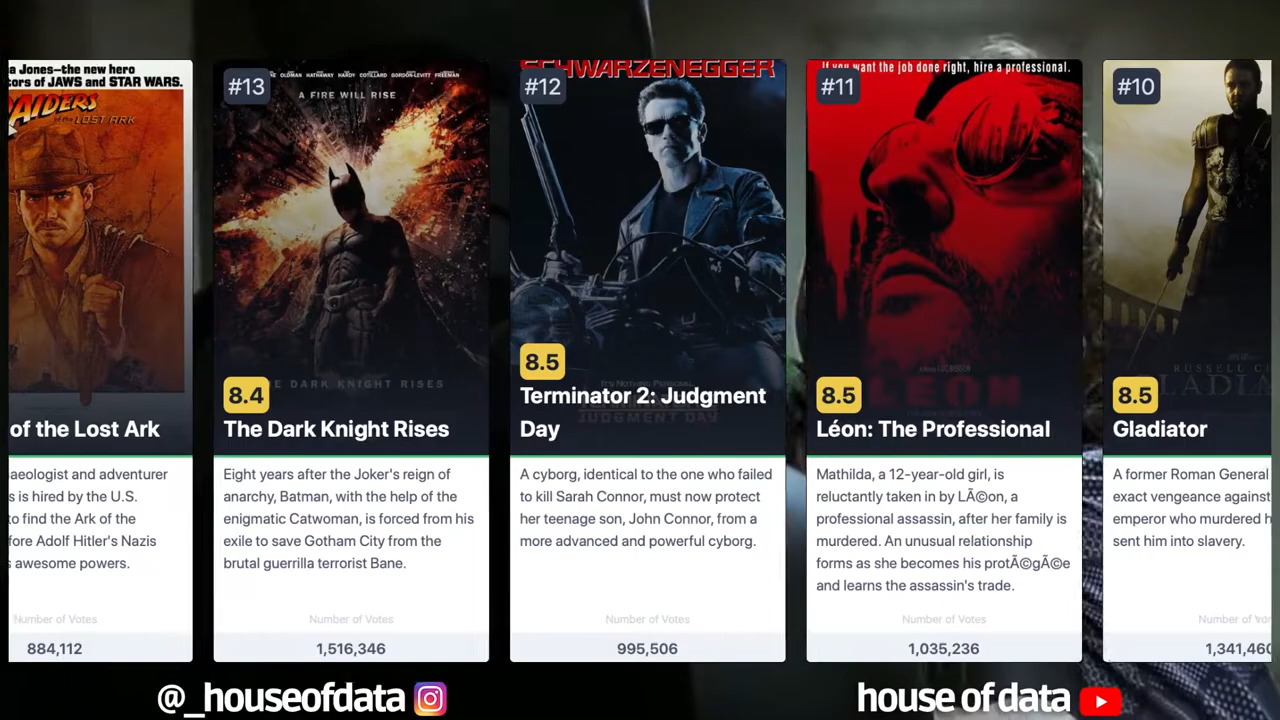 a Jones—the new hero
tors of JAWS and STAR WARS.
RAIDERS
OF THE LOST ARK
of the Lost Ark
aeologist and adventurer
s is hired by the U.S.
to find the Ark of the
fore Adolf Hitler's Nazis
s awesome powers.
Number of Votes
884,112
#13
OLDMAN HATHAWAY HARDY COTILLARD GORDON-LEVITT FREEMAN
A FIRE WILL RISE
THE DARK KNIGHT RISES
8.4
The Dark Knight Rises
Eight years after the Joker's reign of
anarchy, Batman, with the help of the
enigmatic Catwoman, is forced from his
exile to save Gotham City from the
brutal guerrilla terrorist Bane.
Number of Votes
1,516,346
SCHWARZENEGGER
#12
8.5
IT'S NOTHING PERSONAL
JUDGMENT DAY
Terminator 2: Judgment
Day
A cyborg, identical to the one who failed
to kill Sarah Connor, must now protect
her teenage son, John Connor, from a
more advanced and powerful cyborg.
Number of Votes
995,506
If you want the job done right, hire a professional.
#11
LEON
8.5
Léon: The Professional
Mathilda, a 12-year-old girl, is
reluctantly taken in by LÃ©on, a
professional assassin, after her family is
murdered. An unusual relationship
forms as she becomes his protÃ©gÃ©e
and learns the assassin's trade.
Number of Votes
1,035,236
#10
RUSSELL C
GLADIA
8.5
Gladiator
A former Roman General
exact vengeance against
emperor who murdered h
sent him into slavery.
Number of Vor
1,341,460
@_houseofdata
house of data